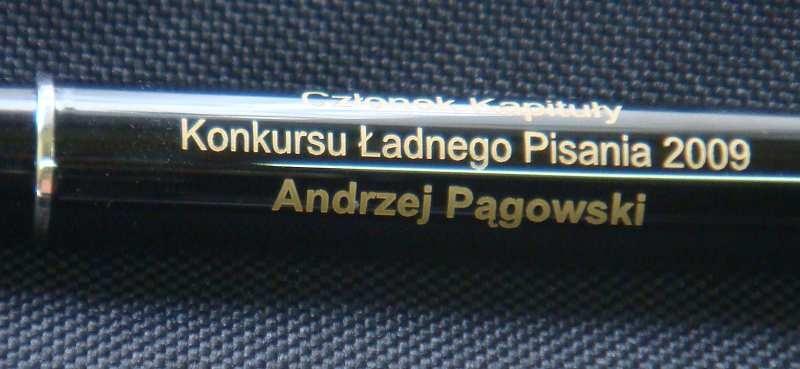 Członek Kapituły
Konkursu Ładnego Pisania 2009
Andrzej Pągowski